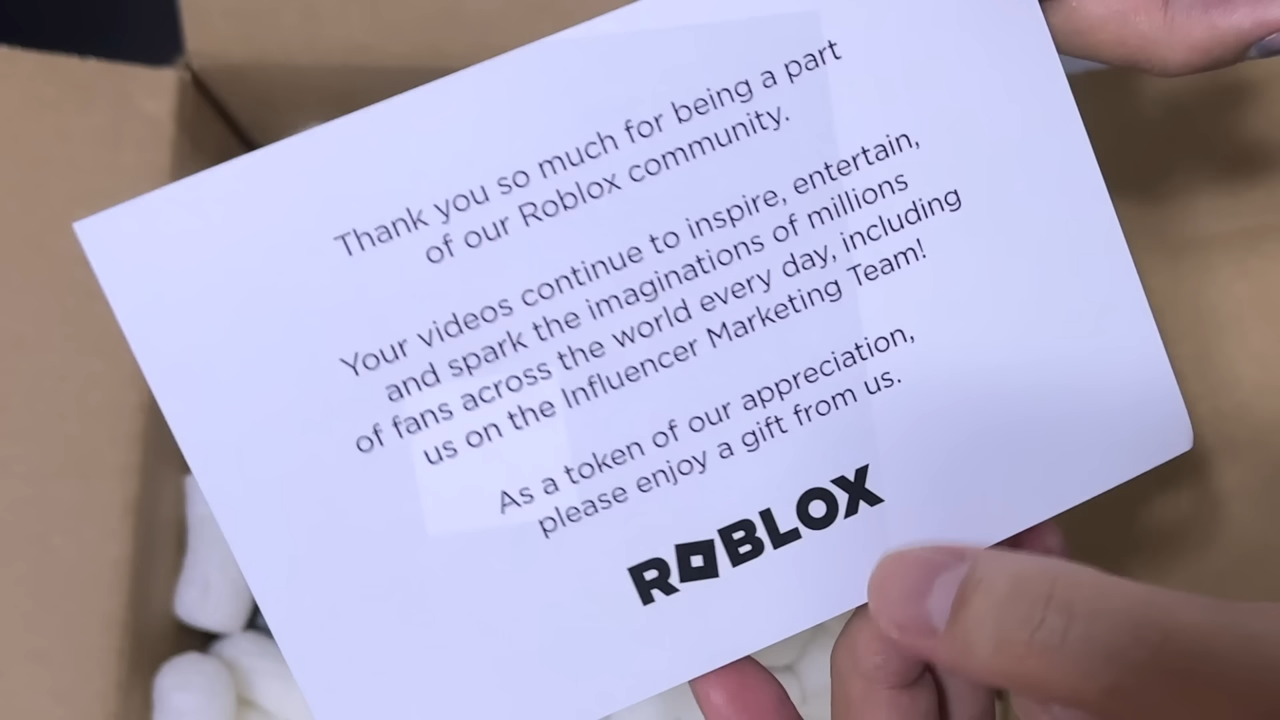 Thank you so much for being a part
of our Roblox community.
Your videos continue to inspire, entertain,
and spark the imaginations of millions
of fans across the world every day, including
us on the Influencer Marketing Team!
As a token of our appreciation,
please enjoy a gift from us.
ROBLOX